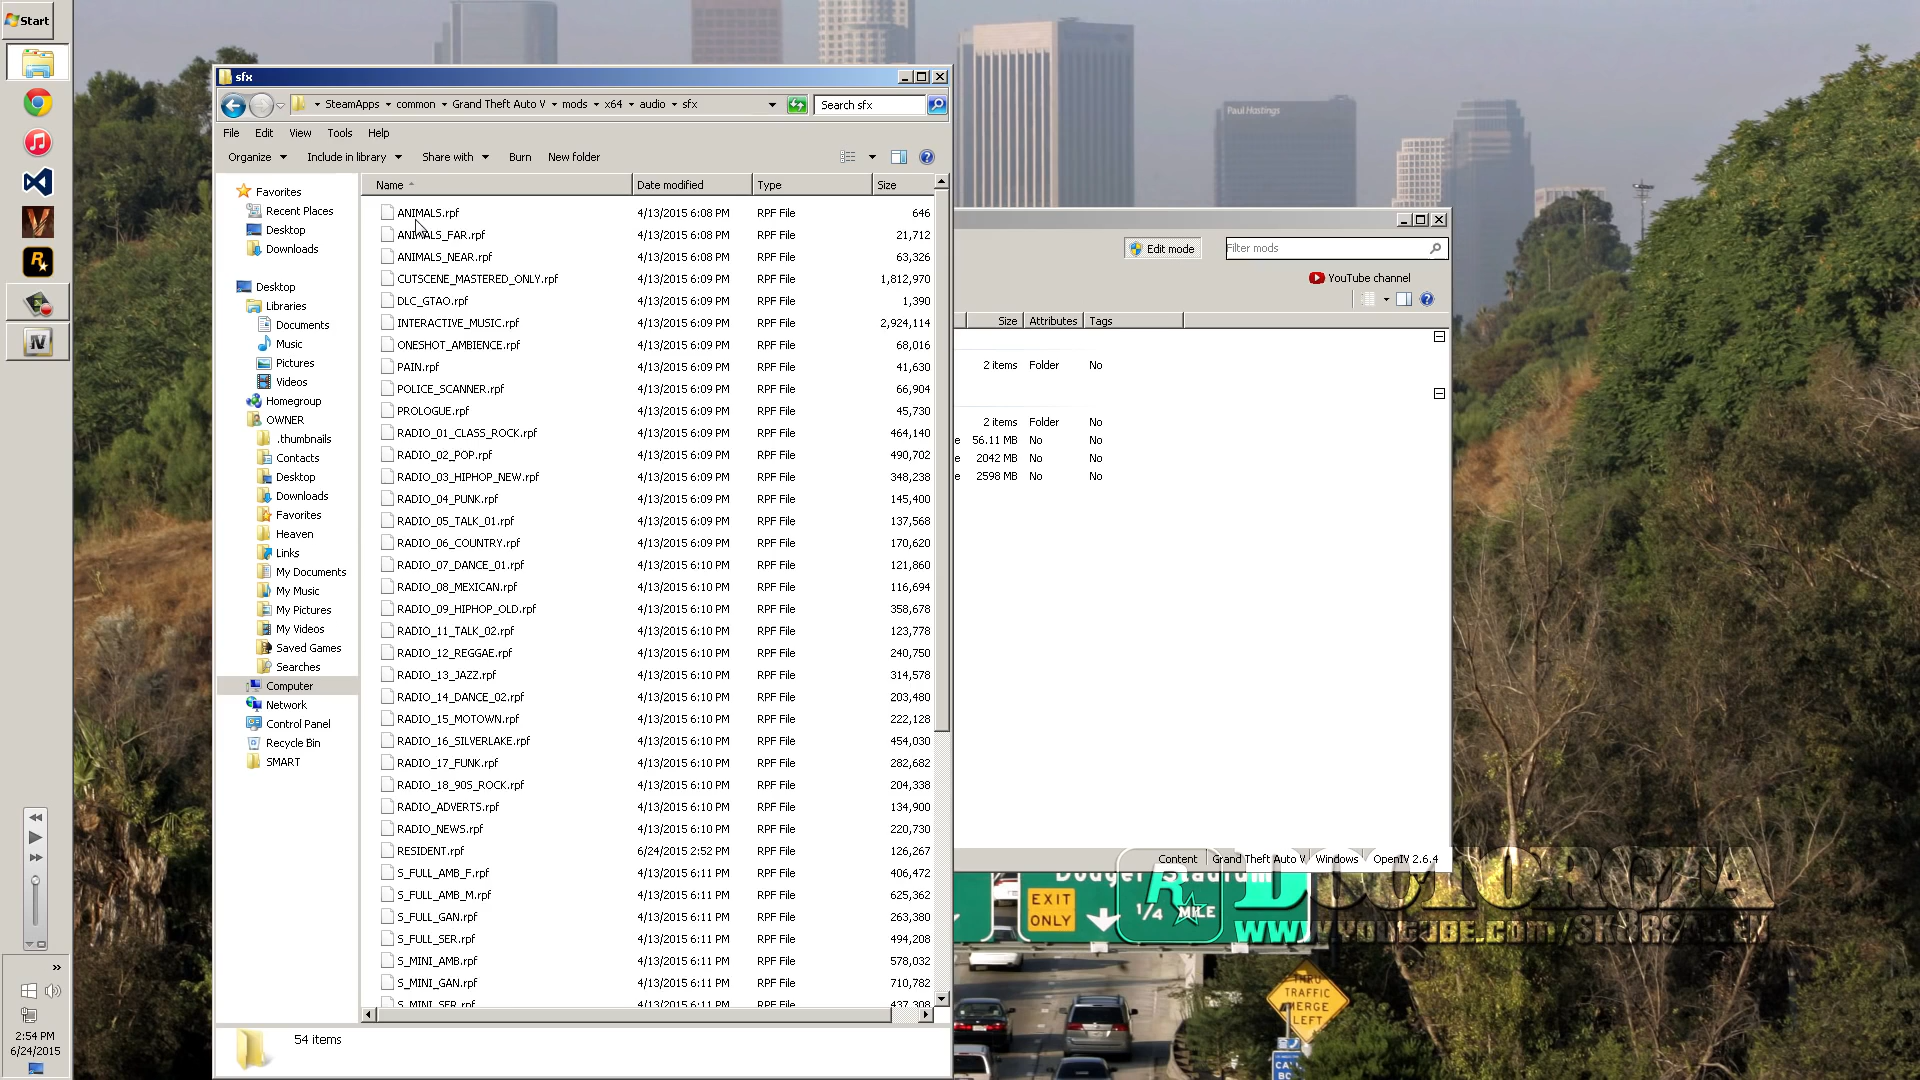 Start
sfx
SteamApps common Grand Theft Auto V mods x64 audio sfx
Search sfx
File Edit View Tools Help
Organize Include in library Share with Burn New folder
Name Date modified Type Size
Favorites
Recent Places
Desktop
Downloads
Desktop
Libraries
Documents
Music
Pictures
Videos
Homegroup
OWNER
.thumbnails
Contacts
Desktop
Downloads
Favorites
Heaven
Links
My Documents
My Music
My Pictures
My Videos
Saved Games
Searches
Computer
Network
Control Panel
Recycle Bin
SMART
ANIMALS.rpf 4/13/2015 6:08 PM RPF File 646
ANIMALS_FAR.rpf 4/13/2015 6:08 PM RPF File 21,712
ANIMALS_NEAR.rpf 4/13/2015 6:08 PM RPF File 63,326
CUTSCENE_MASTERED_ONLY.rpf 4/13/2015 6:09 PM RPF File 1,812,970
DLC_GTAO.rpf 4/13/2015 6:09 PM RPF File 1,390
INTERACTIVE_MUSIC.rpf 4/13/2015 6:09 PM RPF File 2,924,114
ONESHOT_AMBIENCE.rpf 4/13/2015 6:09 PM RPF File 68,016
PAIN.rpf 4/13/2015 6:09 PM RPF File 41,630
POLICE_SCANNER.rpf 4/13/2015 6:09 PM RPF File 66,904
PROLOGUE.rpf 4/13/2015 6:09 PM RPF File 45,730
RADIO_01_CLASS_ROCK.rpf 4/13/2015 6:09 PM RPF File 464,140
RADIO_02_POP.rpf 4/13/2015 6:09 PM RPF File 490,702
RADIO_03_HIPHOP_NEW.rpf 4/13/2015 6:09 PM RPF File 348,238
RADIO_04_PUNK.rpf 4/13/2015 6:09 PM RPF File 145,400
RADIO_05_TALK_01.rpf 4/13/2015 6:09 PM RPF File 137,568
RADIO_06_COUNTRY.rpf 4/13/2015 6:09 PM RPF File 170,620
RADIO_07_DANCE_01.rpf 4/13/2015 6:10 PM RPF File 121,860
RADIO_08_MEXICAN.rpf 4/13/2015 6:10 PM RPF File 116,694
RADIO_09_HIPHOP_OLD.rpf 4/13/2015 6:10 PM RPF File 358,678
RADIO_11_TALK_02.rpf 4/13/2015 6:10 PM RPF File 123,778
RADIO_12_REGGAE.rpf 4/13/2015 6:10 PM RPF File 240,750
RADIO_13_JAZZ.rpf 4/13/2015 6:10 PM RPF File 314,578
RADIO_14_DANCE_02.rpf 4/13/2015 6:10 PM RPF File 203,480
RADIO_15_MOTOWN.rpf 4/13/2015 6:10 PM RPF File 222,128
RADIO_16_SILVERLAKE.rpf 4/13/2015 6:10 PM RPF File 454,030
RADIO_17_FUNK.rpf 4/13/2015 6:10 PM RPF File 282,682
RADIO_18_90S_ROCK.rpf 4/13/2015 6:10 PM RPF File 204,338
RADIO_ADVERTS.rpf 4/13/2015 6:10 PM RPF File 134,900
RADIO_NEWS.rpf 4/13/2015 6:10 PM RPF File 220,730
RESIDENT.rpf 6/24/2015 2:52 PM RPF File 126,267
S_FULL_AMB_F.rpf 4/13/2015 6:11 PM RPF File 406,472
S_FULL_AMB_M.rpf 4/13/2015 6:11 PM RPF File 625,362
S_FULL_GAN.rpf 4/13/2015 6:11 PM RPF File 263,380
S_FULL_SER.rpf 4/13/2015 6:11 PM RPF File 494,208
S_MINI_AMB.rpf 4/13/2015 6:11 PM RPF File 578,032
S_MINI_GAN.rpf 4/13/2015 6:11 PM RPF File 710,782
S_MINI_SER.rpf 4/13/2015 6:11 PM RPF File 437,308
54 items
Paul Hastings
Edit mode
Filter mods
YouTube channel
Size Attributes Tags
2 items Folder No
2 items Folder No
e 56.11 MB No No
e 2042 MB No No
e 2598 MB No No
Content Grand Theft Auto V Windows OpenIV 2.6.4
Dodger Stadium
EXIT
ONLY
1/4 MILE
THRU
TRAFFIC
MERGE
LEFT
2:54 PM
6/24/2015